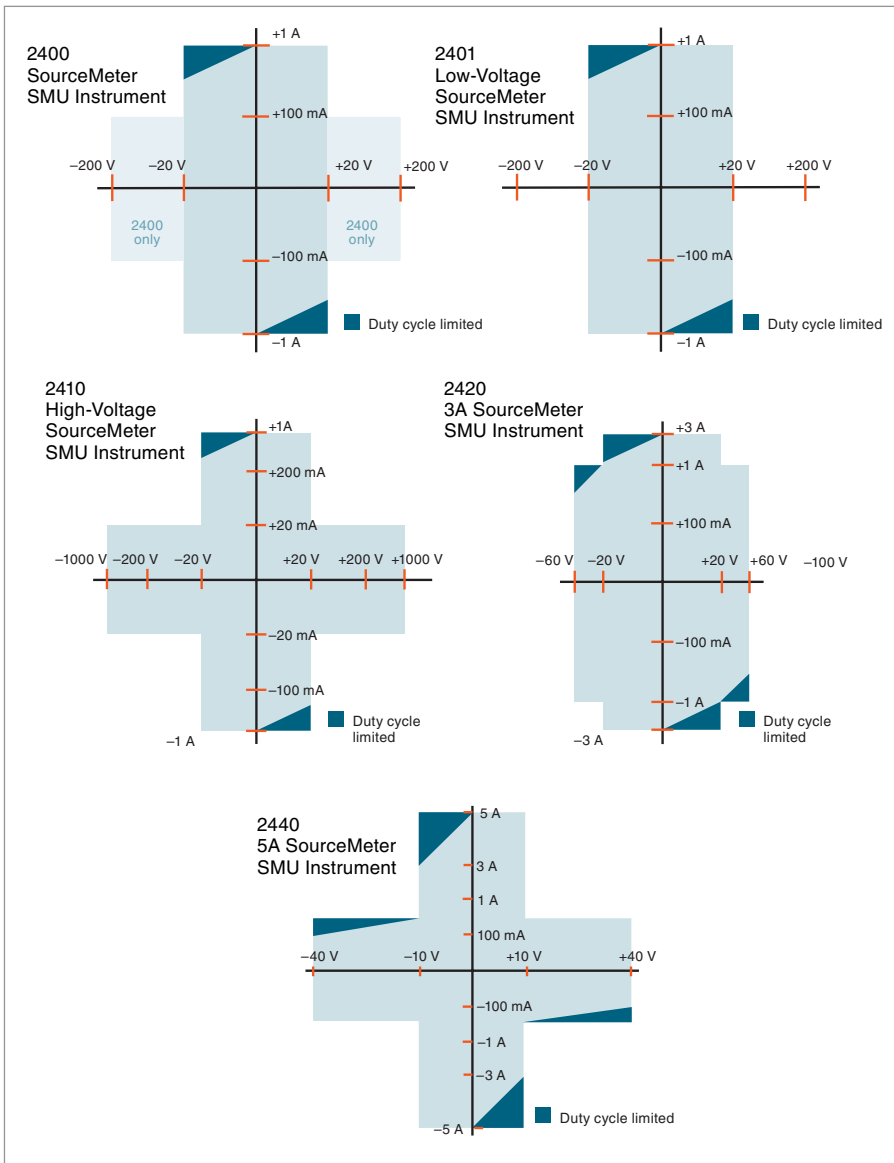 2400
SourceMeter
SMU Instrument
+1 A
+100 mA
–200 V
–20 V
+20 V
+200 V
2400
only
2400
only
–100 mA
–1 A
Duty cycle limited
2401
Low-Voltage
SourceMeter
SMU Instrument
+1 A
+100 mA
–200 V
–20 V
+20 V
+200 V
–100 mA
–1 A
Duty cycle limited
2410
High-Voltage
SourceMeter
SMU Instrument
+1A
+200 mA
+20 mA
–1000 V
–200 V
–20 V
+20 V
+200 V
+1000 V
–20 mA
–100 mA
–1 A
Duty cycle
limited
2420
3A SourceMeter
SMU Instrument
+3 A
+1 A
+100 mA
–60 V
–20 V
+20 V
+60 V
–100 V
–100 mA
–1 A
–3 A
Duty cycle
limited
2440
5A SourceMeter
SMU Instrument
5 A
3 A
1 A
100 mA
–40 V
–10 V
+10 V
+40 V
–100 mA
–1 A
–3 A
–5 A
Duty cycle limited